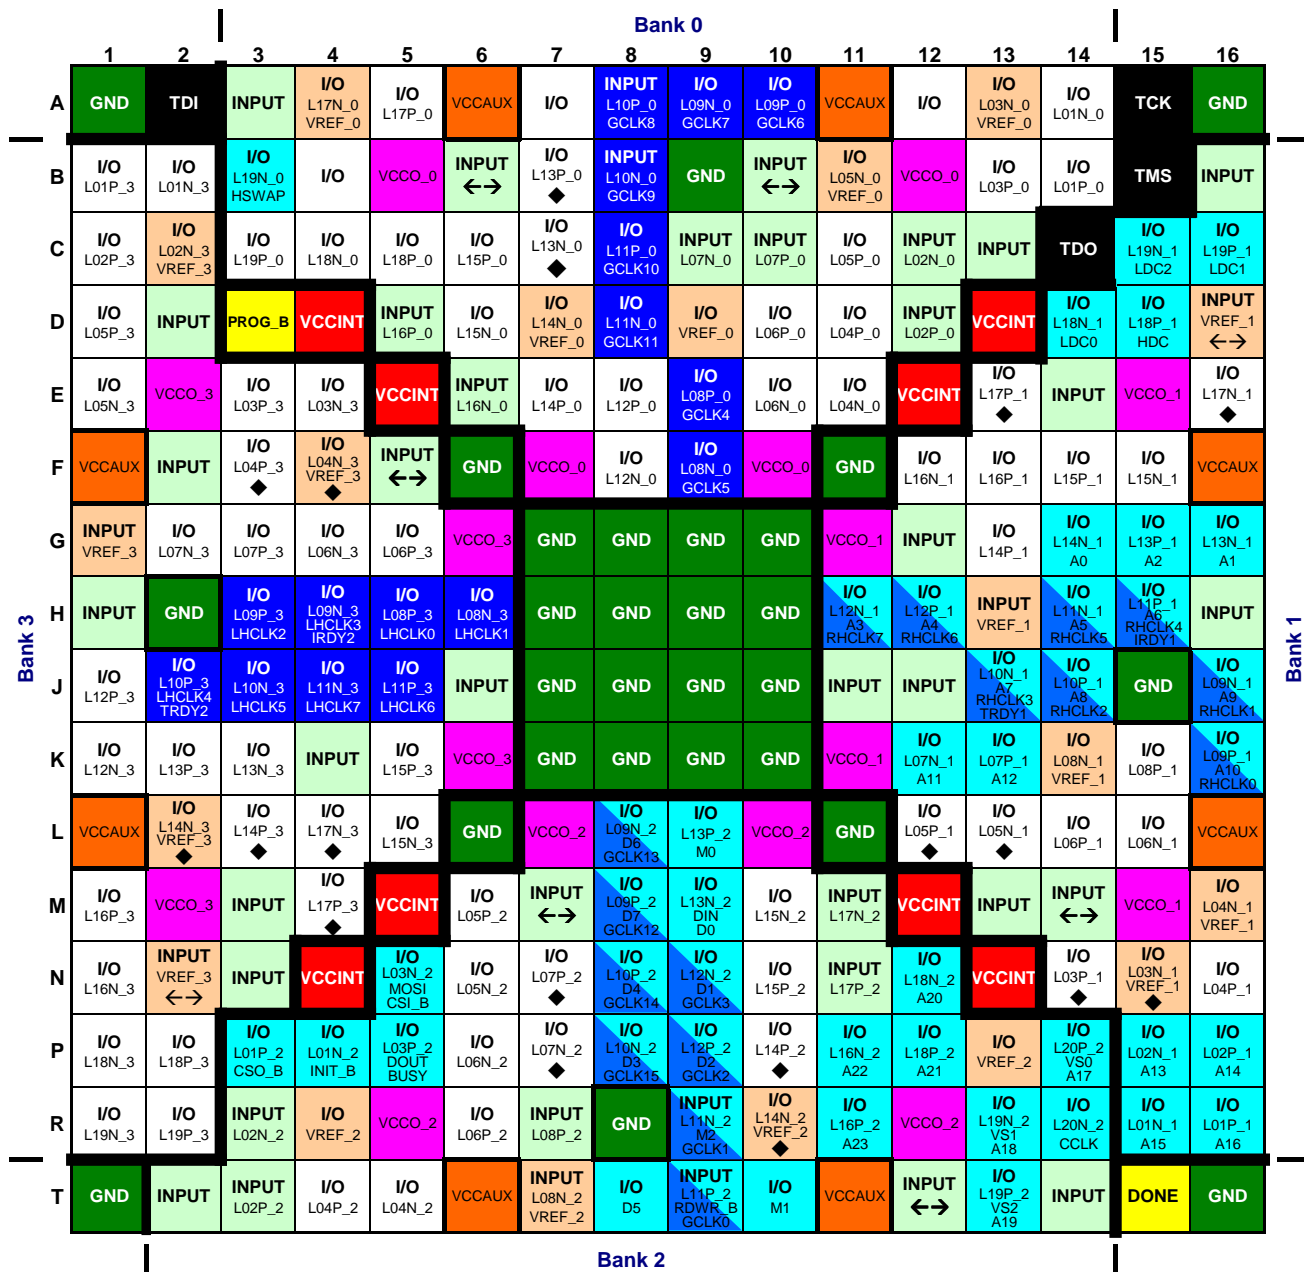 Bank 0
1 2 3 4 5 6 7 8 9 10 11 12 13 14 15 16
A
GND
TDI
INPUT
I/O
L17N_0
VREF_0
I/O
L17P_0
VCCAUX
I/O
INPUT
L10P_0
GCLK8
I/O
L09N_0
GCLK7
I/O
L09P_0
GCLK6
VCCAUX
I/O
I/O
L03N_0
VREF_0
I/O
L01N_0
TCK
GND
B
I/O
L01P_3
I/O
L01N_3
I/O
L19N_0
HSWAP
I/O
VCCO_0
INPUT
←→
I/O
L13P_0
◆
INPUT
L10N_0
GCLK9
GND
INPUT
←→
I/O
L05N_0
VREF_0
VCCO_0
I/O
L03P_0
I/O
L01P_0
TMS
INPUT
C
I/O
L02P_3
I/O
L02N_3
VREF_3
I/O
L19P_0
I/O
L18N_0
I/O
L18P_0
I/O
L15P_0
I/O
L13N_0
◆
I/O
L11P_0
GCLK10
INPUT
L07N_0
INPUT
L07P_0
I/O
L05P_0
INPUT
L02N_0
INPUT
TDO
I/O
L19N_1
LDC2
I/O
L19P_1
LDC1
D
I/O
L05P_3
INPUT
PROG_B
VCCINT
INPUT
L16P_0
I/O
L15N_0
I/O
L14N_0
VREF_0
I/O
L11N_0
GCLK11
I/O
VREF_0
I/O
L06P_0
I/O
L04P_0
INPUT
L02P_0
VCCINT
I/O
L18N_1
LDC0
I/O
L18P_1
HDC
INPUT
VREF_1
←→
E
I/O
L05N_3
VCCO_3
I/O
L03P_3
I/O
L03N_3
VCCINT
INPUT
L16N_0
I/O
L14P_0
I/O
L12P_0
I/O
L08P_0
GCLK4
I/O
L06N_0
I/O
L04N_0
VCCINT
I/O
L17P_1
◆
INPUT
VCCO_1
I/O
L17N_1
◆
F
VCCAUX
INPUT
I/O
L04P_3
◆
I/O
L04N_3
VREF_3
◆
INPUT
←→
GND
VCCO_0
I/O
L12N_0
I/O
L08N_0
GCLK5
VCCO_0
GND
I/O
L16N_1
I/O
L16P_1
I/O
L15P_1
I/O
L15N_1
VCCAUX
G
INPUT
VREF_3
I/O
L07N_3
I/O
L07P_3
I/O
L06N_3
I/O
L06P_3
VCCO_3
GND
GND
GND
GND
VCCO_1
INPUT
I/O
L14P_1
I/O
L14N_1
A0
I/O
L13P_1
A2
I/O
L13N_1
A1
Bank 3
H
INPUT
GND
I/O
L09P_3
LHCLK2
I/O
L09N_3
LHCLK3
IRDY2
I/O
L08P_3
LHCLK0
I/O
L08N_3
LHCLK1
GND
GND
GND
GND
I/O
L12N_1
A3
RHCLK7
I/O
L12P_1
A4
RHCLK6
INPUT
VREF_1
I/O
L11N_1
A5
RHCLK5
I/O
L11P_1
A6
RHCLK4
IRDY1
INPUT
Bank 1
J
I/O
L12P_3
I/O
L10P_3
LHCLK4
TRDY2
I/O
L10N_3
LHCLK5
I/O
L11N_3
LHCLK7
I/O
L11P_3
LHCLK6
INPUT
GND
GND
GND
GND
INPUT
INPUT
I/O
L10N_1
A7
RHCLK3
TRDY1
I/O
L10P_1
A8
RHCLK2
GND
I/O
L09N_1
A9
RHCLK1
K
I/O
L12N_3
I/O
L13P_3
I/O
L13N_3
INPUT
I/O
L15P_3
VCCO_3
GND
GND
GND
GND
VCCO_1
I/O
L07N_1
A11
I/O
L07P_1
A12
I/O
L08N_1
VREF_1
I/O
L08P_1
I/O
L09P_1
A10
RHCLK0
L
VCCAUX
I/O
L14N_3
VREF_3
◆
I/O
L14P_3
◆
I/O
L17N_3
◆
I/O
L15N_3
GND
VCCO_2
I/O
L09N_2
D6
GCLK13
I/O
L13P_2
M0
VCCO_2
GND
I/O
L05P_1
◆
I/O
L05N_1
◆
I/O
L06P_1
I/O
L06N_1
VCCAUX
M
I/O
L16P_3
VCCO_3
INPUT
I/O
L17P_3
◆
VCCINT
I/O
L05P_2
INPUT
←→
I/O
L09P_2
D7
GCLK12
I/O
L13N_2
DIN
D0
I/O
L15N_2
INPUT
L17N_2
VCCINT
INPUT
INPUT
←→
VCCO_1
I/O
L04N_1
VREF_1
N
I/O
L16N_3
INPUT
VREF_3
←→
INPUT
VCCINT
I/O
L03N_2
MOSI
CSI_B
I/O
L05N_2
I/O
L07P_2
◆
I/O
L10P_2
D4
GCLK14
I/O
L12N_2
D1
GCLK3
I/O
L15P_2
INPUT
L17P_2
I/O
L18N_2
A20
VCCINT
I/O
L03P_1
◆
I/O
L03N_1
VREF_1
◆
I/O
L04P_1
P
I/O
L18N_3
I/O
L18P_3
I/O
L01P_2
CSO_B
I/O
L01N_2
INIT_B
I/O
L03P_2
DOUT
BUSY
I/O
L06N_2
I/O
L07N_2
◆
I/O
L10N_2
D3
GCLK15
I/O
L12P_2
D2
GCLK2
I/O
L14P_2
◆
I/O
L16N_2
A22
I/O
L18P_2
A21
I/O
VREF_2
I/O
L20P_2
VS0
A17
I/O
L02N_1
A13
I/O
L02P_1
A14
R
I/O
L19N_3
I/O
L19P_3
INPUT
L02N_2
I/O
VREF_2
VCCO_2
I/O
L06P_2
INPUT
L08P_2
GND
INPUT
L11N_2
M2
GCLK1
I/O
L14N_2
VREF_2
◆
I/O
L16P_2
A23
VCCO_2
I/O
L19N_2
VS1
A18
I/O
L20N_2
CCLK
I/O
L01N_1
A15
I/O
L01P_1
A16
T
GND
INPUT
INPUT
L02P_2
I/O
L04P_2
I/O
L04N_2
VCCAUX
INPUT
L08N_2
VREF_2
I/O
D5
INPUT
L11P_2
RDWR_B
GCLK0
I/O
M1
VCCAUX
INPUT
←→
I/O
L19P_2
VS2
A19
INPUT
DONE
GND
Bank 2